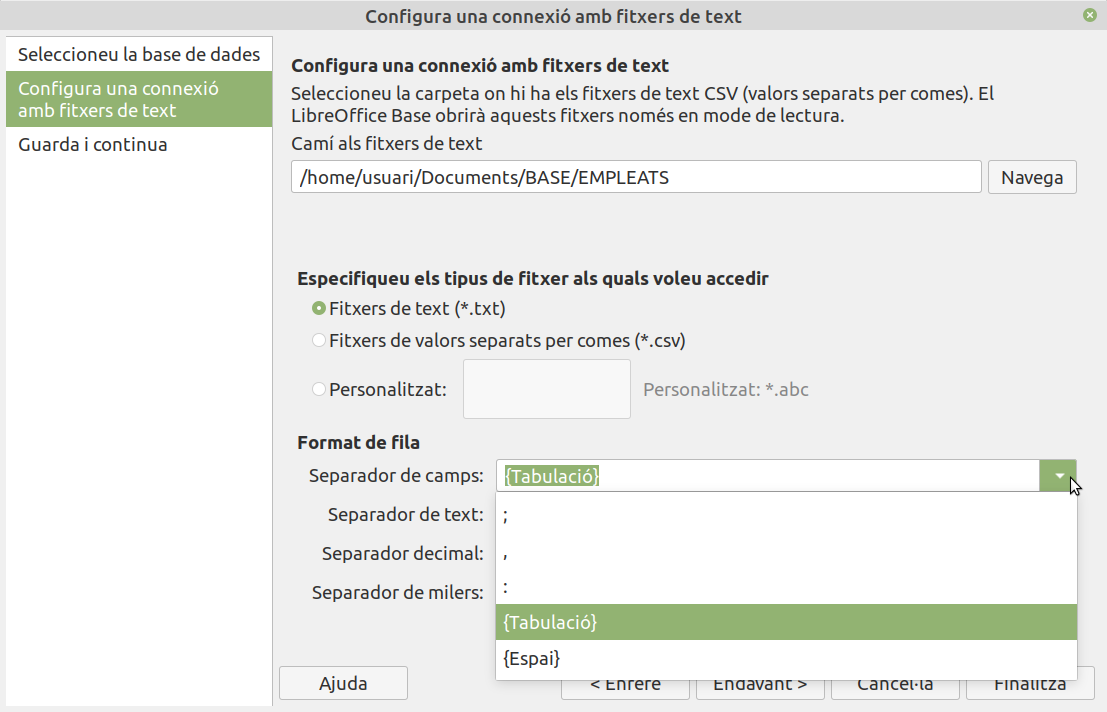 Configura una connexió amb fitxers de text
Seleccioneu la base de dades
Configura una connexió
amb fitxers de text
Guarda i continua
Configura una connexió amb fitxers de text
Seleccioneu la carpeta on hi ha els fitxers de text CSV (valors separats per comes). El
LibreOffice Base obrirà aquests fitxers només en mode de lectura.
Camí als fitxers de text
/home/usuari/Documents/BASE/EMPLEATS
Navega
Especifiqueu els tipus de fitxer als quals voleu accedir
Fitxers de text (*.txt)
Fitxers de valors separats per comes (*.csv)
Personalitzat:
Personalitzat: *.abc
Format de fila
Separador de camps:
{Tabulació}
Separador de text:
;
Separador decimal:
,
Separador de milers:
:
{Tabulació}
{Espai}
Ajuda
< Enrere
Endavant >
Cancel·la
Finalitza